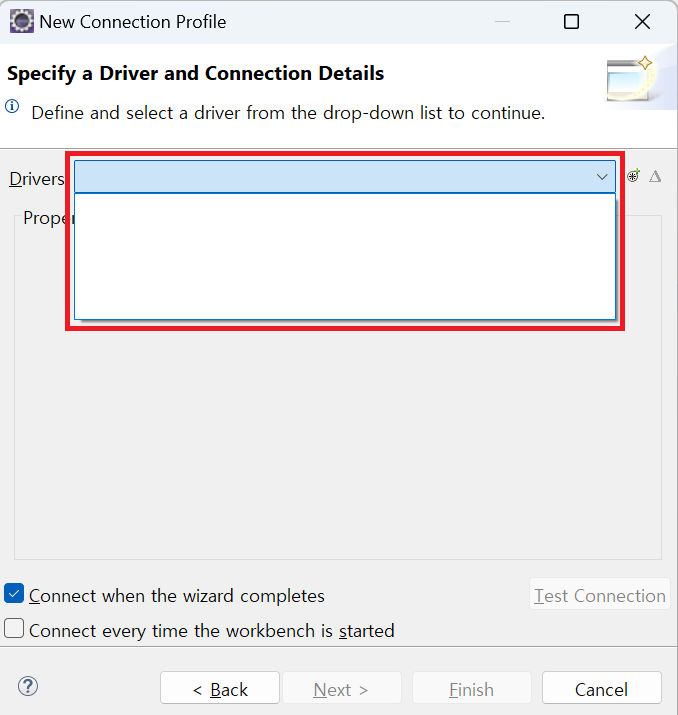 New Connection Profile
Specify a Driver and Connection Details
Define and select a driver from the drop-down list to continue.
Drivers
Proper
Connect when the wizard completes
Test Connection
Connect every time the workbench is started
< Back
Next >
Finish
Cancel